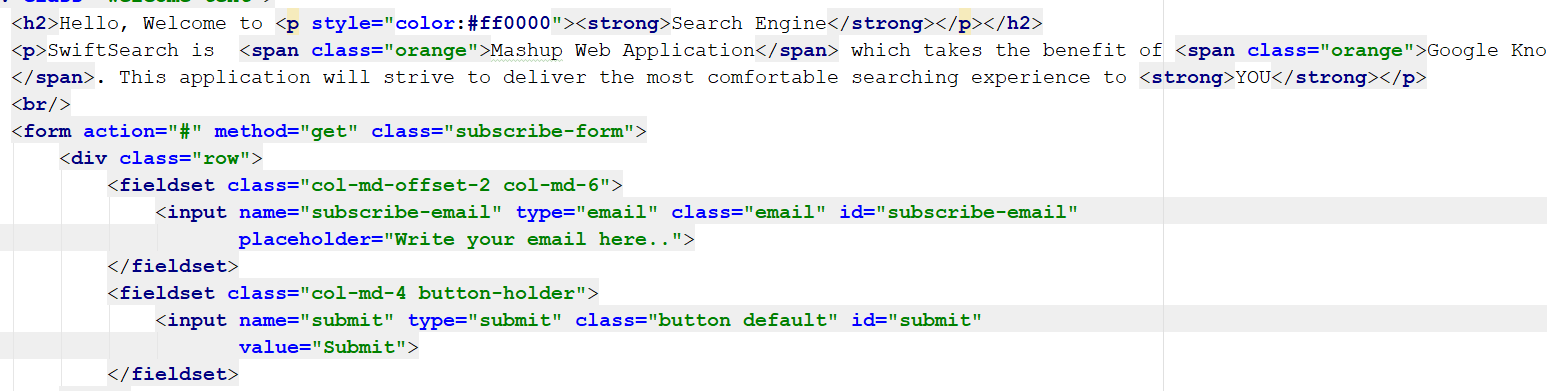 <h2>Hello, Welcome to <p style="color:#ff0000"><strong>Search Engine</strong></p></h2>
<p>SwiftSearch is  <span class="orange">Mashup Web Application</span> which takes the benefit of <span class="orange">Google Kno
</span>. This application will strive to deliver the most comfortable searching experience to <strong>YOU</strong></p>
<br/>
<form action="#" method="get" class="subscribe-form">
    <div class="row">
        <fieldset class="col-md-offset-2 col-md-6">
            <input name="subscribe-email" type="email" class="email" id="subscribe-email"
                   placeholder="Write your email here..">
        </fieldset>
        <fieldset class="col-md-4 button-holder">
            <input name="submit" type="submit" class="button default" id="submit"
                   value="Submit">
        </fieldset>